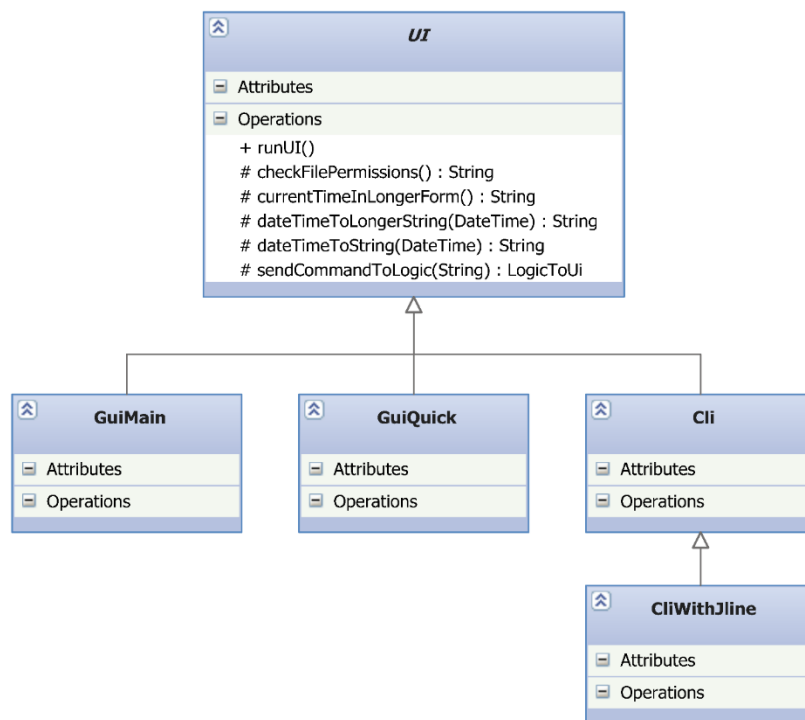 UI
Attributes
Operations
+ runUI()
# checkFilePermissions() : String
# currentTimeInLongerForm() : String
# dateTimeToLongerString(DateTime) : String
# dateTimeToString(DateTime) : String
# sendCommandToLogic(String) : LogicToUi
GuiMain
Attributes
Operations
GuiQuick
Attributes
Operations
Cli
Attributes
Operations
CliWithJline
Attributes
Operations